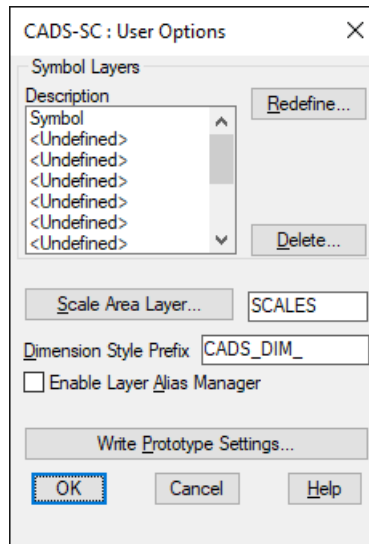 CADS-SC : User Options
Symbol Layers
Description
Symbol
<Undefined>
<Undefined>
<Undefined>
<Undefined>
<Undefined>
<Undefined>
Redefine...
Delete...
Scale Area Layer... SCALES
Dimension Style Prefix CADS_DIM_
Enable Layer Alias Manager
Write Prototype Settings...
OK Cancel Help